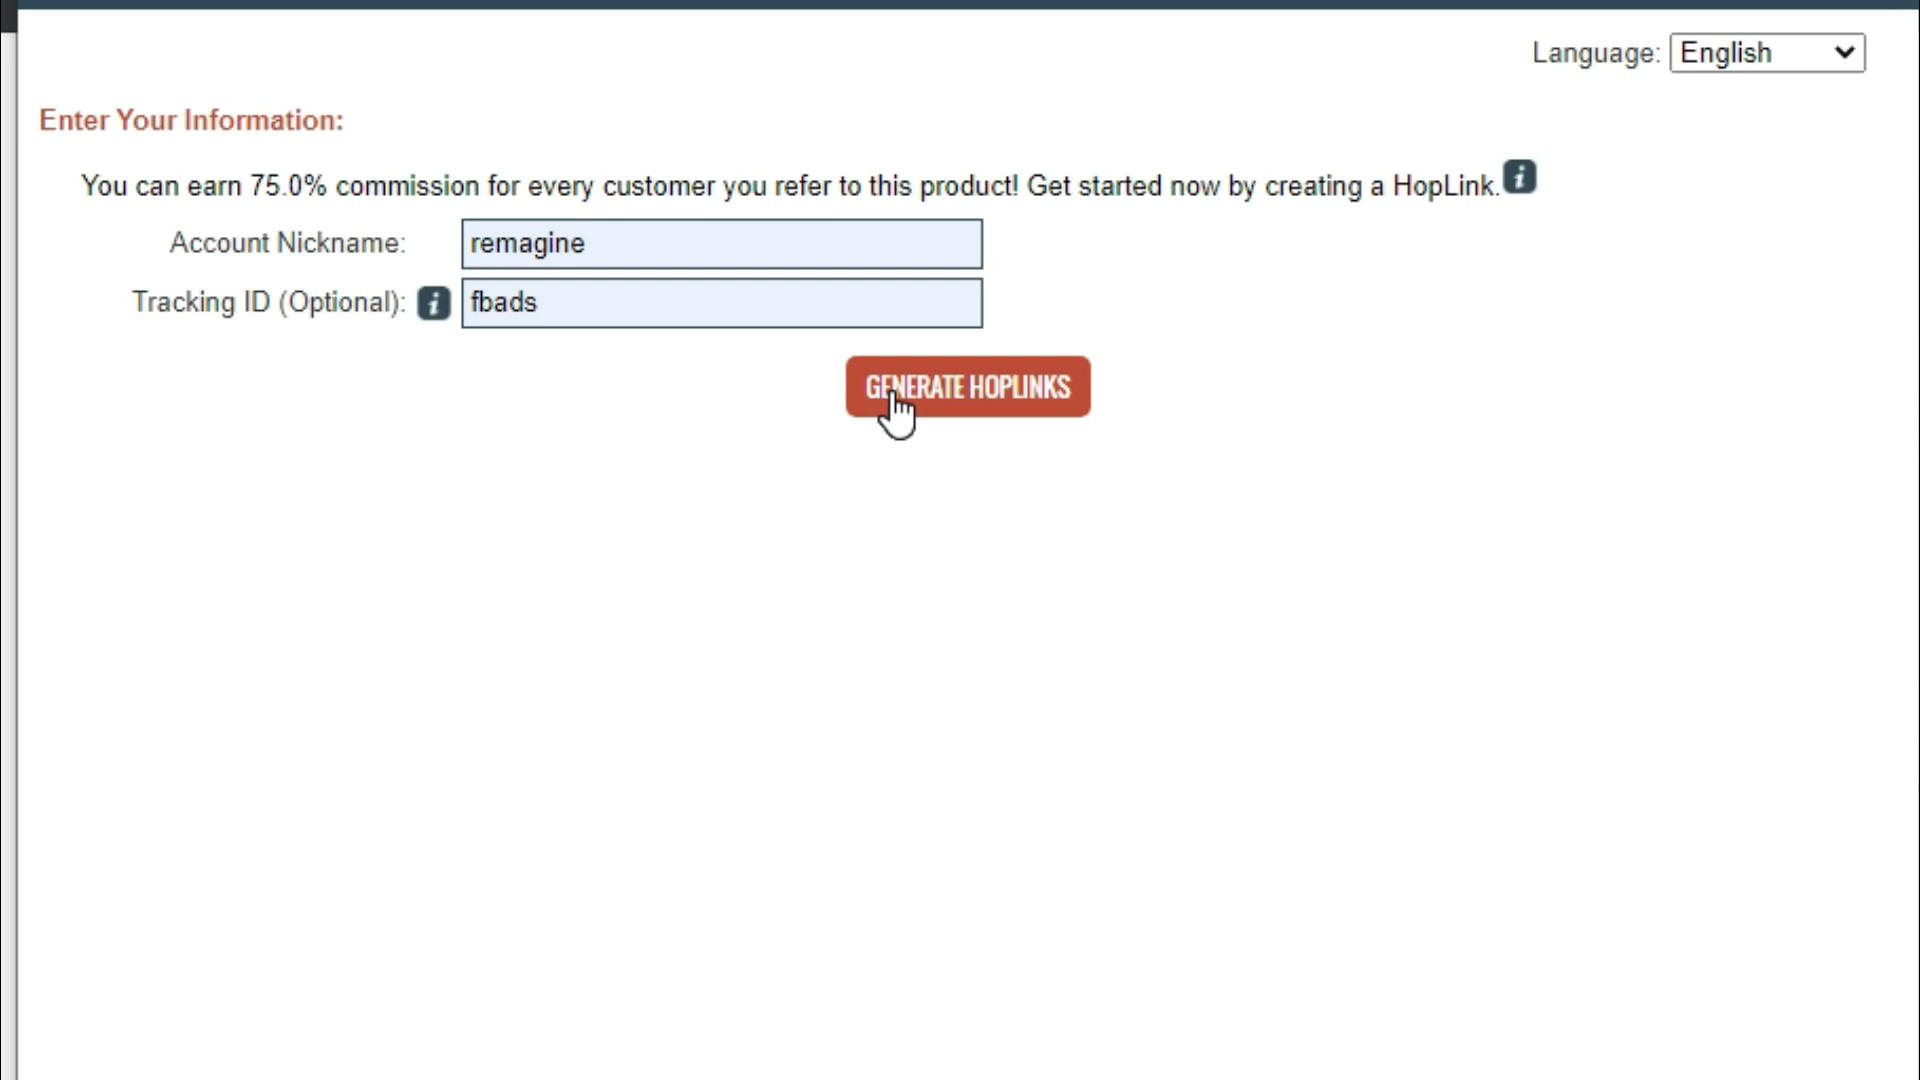 Language: English
Enter Your Information:
You can earn 75.0% commission for every customer you refer to this product! Get started now by creating a HopLink. i
Account Nickname: remagine
Tracking ID (Optional): i fbads
GENERATE HOPLINKS